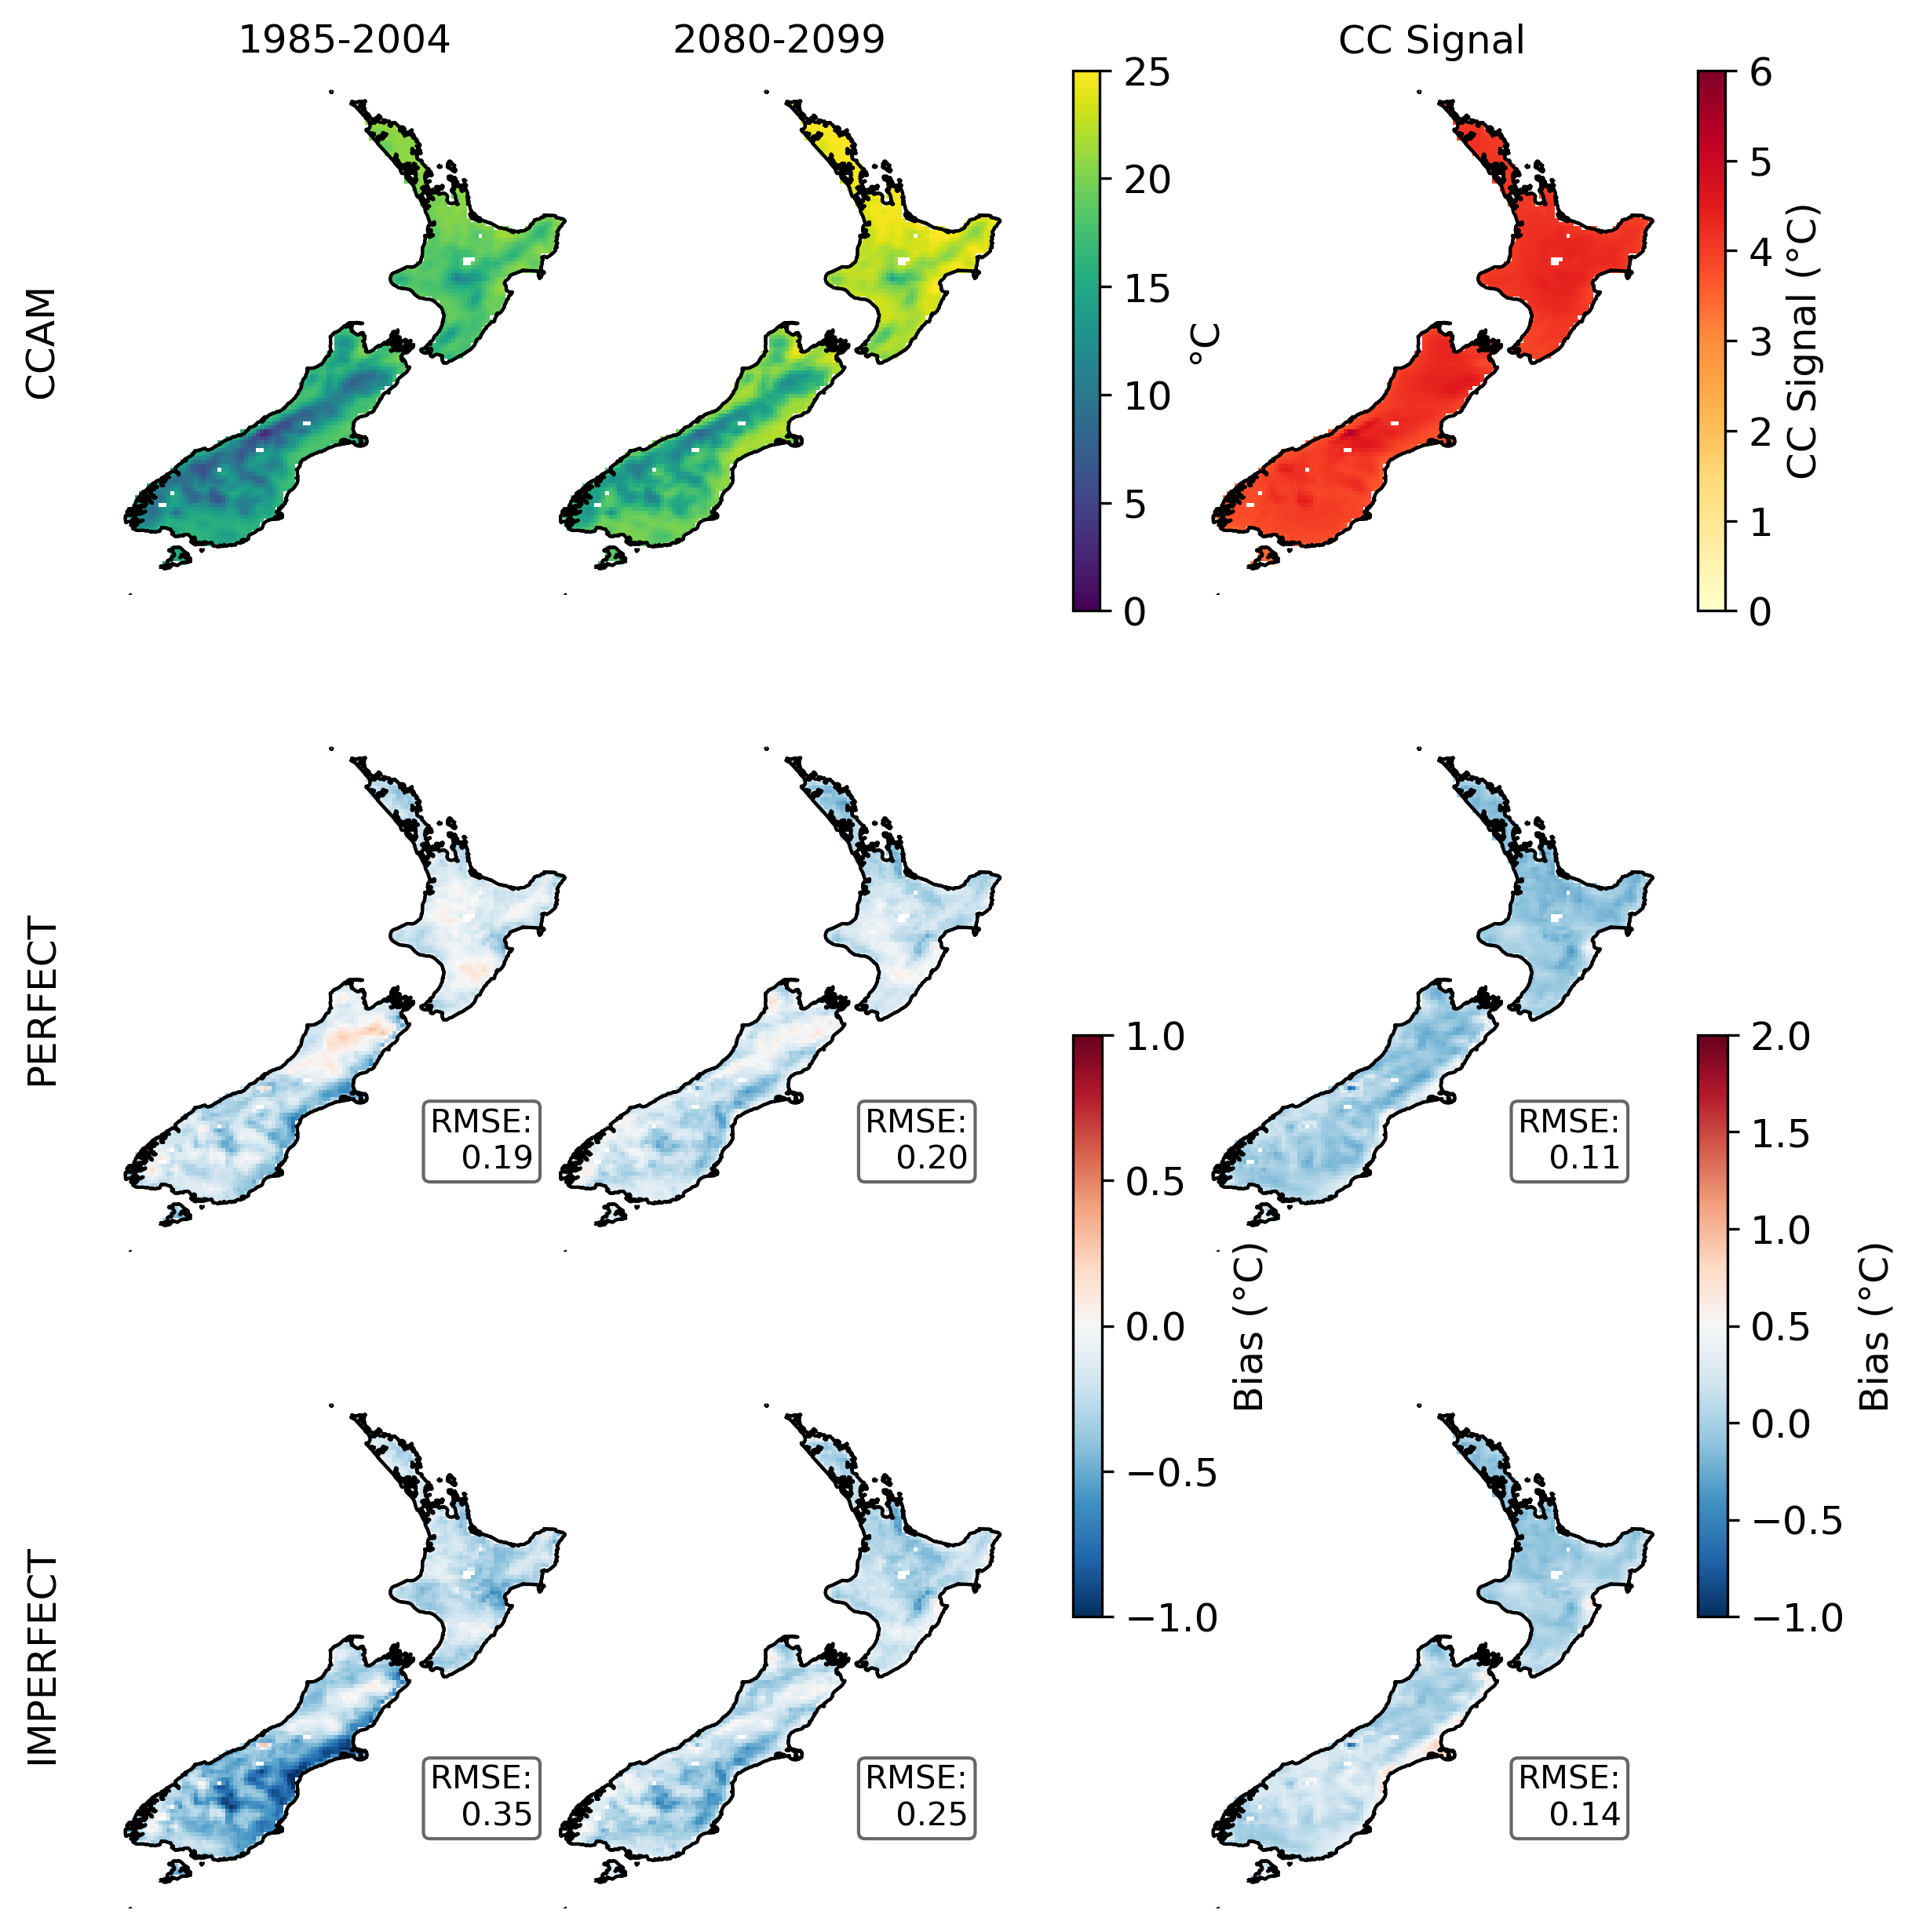 1985-2004
2080-2099
CC Signal
CCAM
25
20
15
10
5
0
°C
6
5
4
3
2
1
0
CC Signal (°C)
PERFECT
RMSE:
0.19
RMSE:
0.20
RMSE:
0.11
1.0
0.5
0.0
−0.5
−1.0
Bias (°C)
2.0
1.5
1.0
0.5
0.0
−0.5
−1.0
Bias (°C)
IMPERFECT
RMSE:
0.35
RMSE:
0.25
RMSE:
0.14